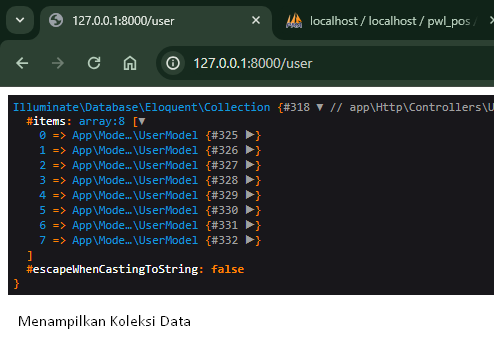 127.0.0.1:8000/user
localhost / localhost / pwl_pos /
127.0.0.1:8000/user
Illuminate\Database\Eloquent\Collection {#318 ▼ // app\Http\Controllers\U
#items: array:8 [▼
0 => App\Mode…\UserModel {#325 ▶}
1 => App\Mode…\UserModel {#326 ▶}
2 => App\Mode…\UserModel {#327 ▶}
3 => App\Mode…\UserModel {#328 ▶}
4 => App\Mode…\UserModel {#329 ▶}
5 => App\Mode…\UserModel {#330 ▶}
6 => App\Mode…\UserModel {#331 ▶}
7 => App\Mode…\UserModel {#332 ▶}
]
#escapeWhenCastingToString: false
}
Menampilkan Koleksi Data